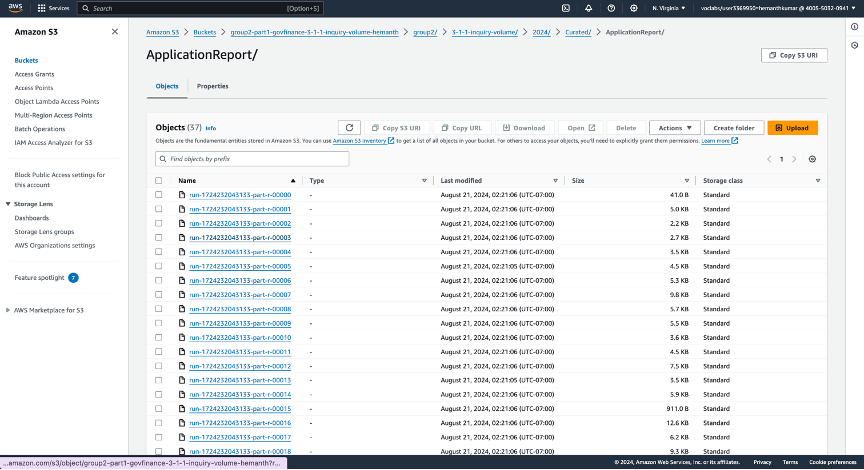 aws Services Search [Option+S] N. Virginia ▼ voclabs/user3369950=hemanthkumar @ 4005-5032-0941 ▼
Amazon S3
Buckets
Access Grants
Access Points
Object Lambda Access Points
Multi-Region Access Points
Batch Operations
IAM Access Analyzer for S3
Block Public Access settings for
this account
Storage Lens
Dashboards
Storage Lens groups
AWS Organizations settings
Feature spotlight 7
AWS Marketplace for S3
Amazon S3 > Buckets > group2-part1-govfinance-3-1-1-inquiry-volume-hemanth > group2/ > 3-1-1-inquiry-volume/ > 2024/ > Curated/ > ApplicationReport/
ApplicationReport/
Copy S3 URI
Objects Properties
Objects (37) Info
Copy S3 URI Copy URL Download Open Delete Actions ▼ Create folder Upload
Objects are the fundamental entities stored in Amazon S3. You can use Amazon S3 inventory to get a list of all objects in your bucket. For others to access your objects, you'll need to explicitly grant them permissions. Learn more
Find objects by prefix
1
Name Type Last modified Size Storage class
run-1724232043133-part-r-00000 - August 21, 2024, 02:21:06 (UTC-07:00) 41.0 B Standard
run-1724232043133-part-r-00001 - August 21, 2024, 02:21:06 (UTC-07:00) 5.0 KB Standard
run-1724232043133-part-r-00002 - August 21, 2024, 02:21:06 (UTC-07:00) 2.2 KB Standard
run-1724232043133-part-r-00003 - August 21, 2024, 02:21:06 (UTC-07:00) 2.7 KB Standard
run-1724232043133-part-r-00004 - August 21, 2024, 02:21:06 (UTC-07:00) 3.5 KB Standard
run-1724232043133-part-r-00005 - August 21, 2024, 02:21:05 (UTC-07:00) 4.5 KB Standard
run-1724232043133-part-r-00006 - August 21, 2024, 02:21:06 (UTC-07:00) 5.3 KB Standard
run-1724232043133-part-r-00007 - August 21, 2024, 02:21:06 (UTC-07:00) 9.8 KB Standard
run-1724232043133-part-r-00008 - August 21, 2024, 02:21:06 (UTC-07:00) 5.7 KB Standard
run-1724232043133-part-r-00009 - August 21, 2024, 02:21:06 (UTC-07:00) 5.5 KB Standard
run-1724232043133-part-r-00010 - August 21, 2024, 02:21:06 (UTC-07:00) 3.6 KB Standard
run-1724232043133-part-r-00011 - August 21, 2024, 02:21:06 (UTC-07:00) 4.5 KB Standard
run-1724232043133-part-r-00012 - August 21, 2024, 02:21:06 (UTC-07:00) 7.5 KB Standard
run-1724232043133-part-r-00013 - August 21, 2024, 02:21:05 (UTC-07:00) 3.5 KB Standard
run-1724232043133-part-r-00014 - August 21, 2024, 02:21:06 (UTC-07:00) 5.9 KB Standard
run-1724232043133-part-r-00015 - August 21, 2024, 02:21:06 (UTC-07:00) 911.0 B Standard
run-1724232043133-part-r-00016 - August 21, 2024, 02:21:06 (UTC-07:00) 12.6 KB Standard
run-1724232043133-part-r-00017 - August 21, 2024, 02:21:06 (UTC-07:00) 6.2 KB Standard
run-1724232043133-part-r-00018 - August 21, 2024, 02:21:06 (UTC-07:00) 9.3 KB Standard
...amazon.com/s3/object/group2-part1-govfinance-3-1-1-inquiry-volume-hemanth?r... © 2024, Amazon Web Services, Inc. or its affiliates. Privacy Terms Cookie preferences